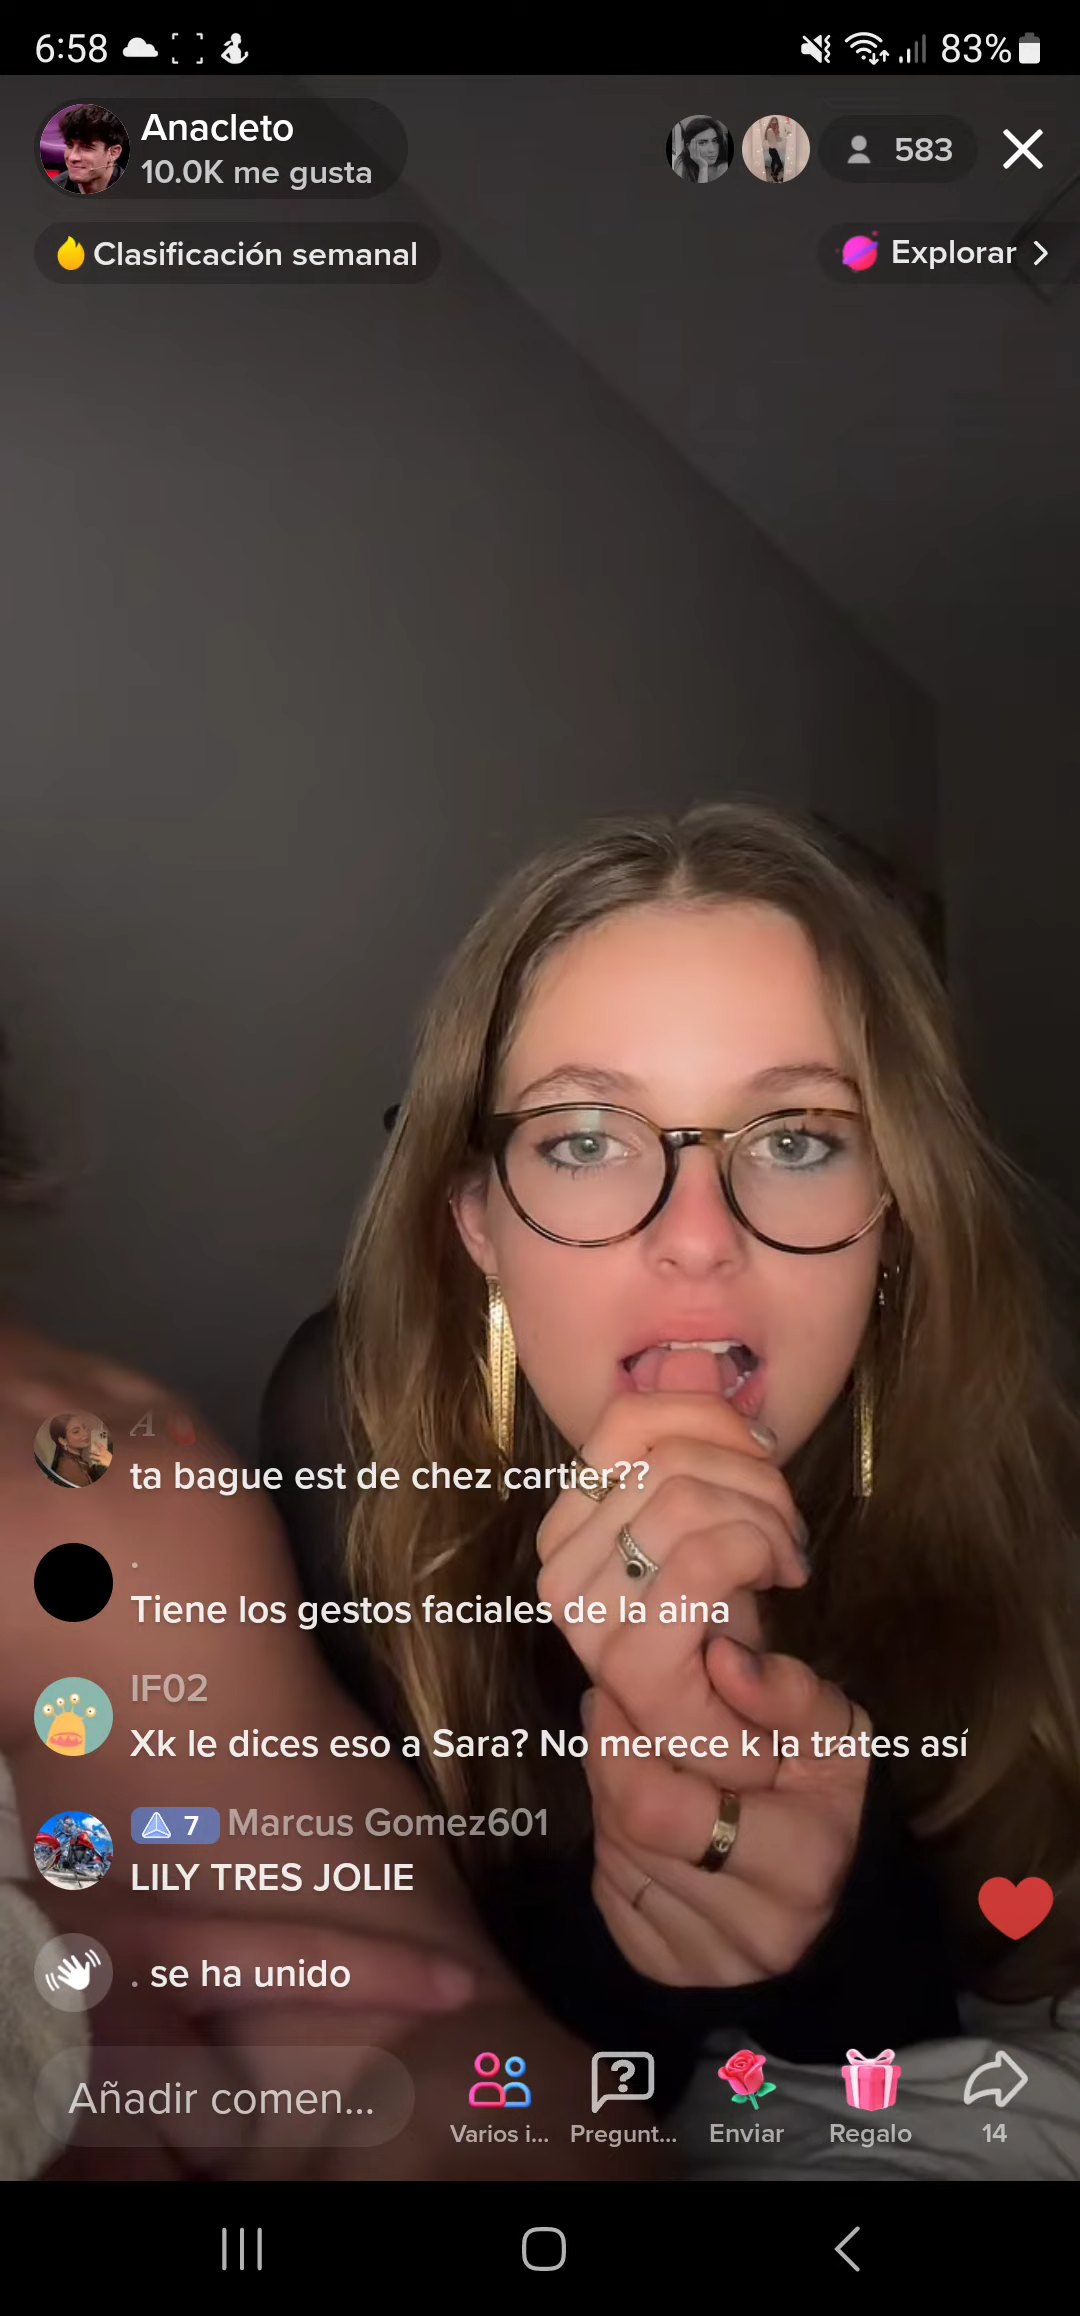 6:58
83%
Anacleto
10.0K me gusta
583
Clasificación semanal
Explorar
A
ta bague est de chez cartier??
.
Tiene los gestos faciales de la aina
IF02
Xk le dices eso a Sara? No merece k la trates así
7 Marcus Gomez601
LILY TRES JOLIE
. se ha unido
Añadir comen...
Varios i...
Pregunt...
Enviar
Regalo
14